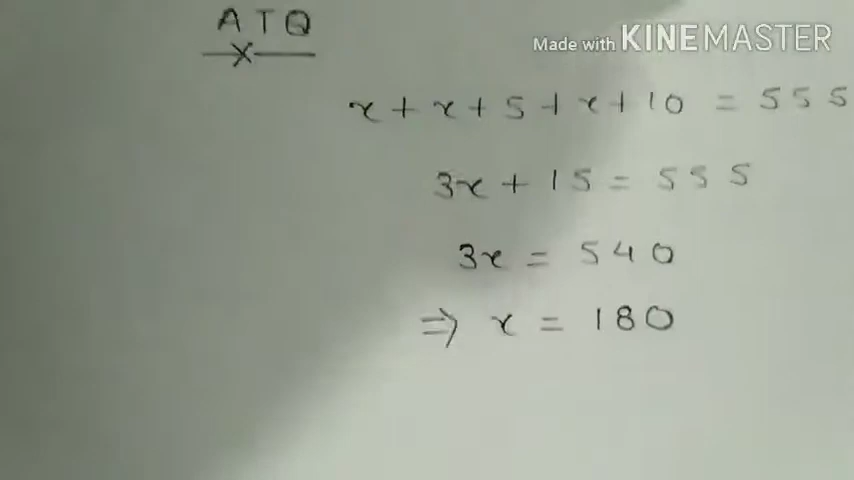 ATQ
Made with KINEMASTER
x + x + 5 + x + 10 = 555
3x + 15 = 555
3x = 540
⇒ x = 180